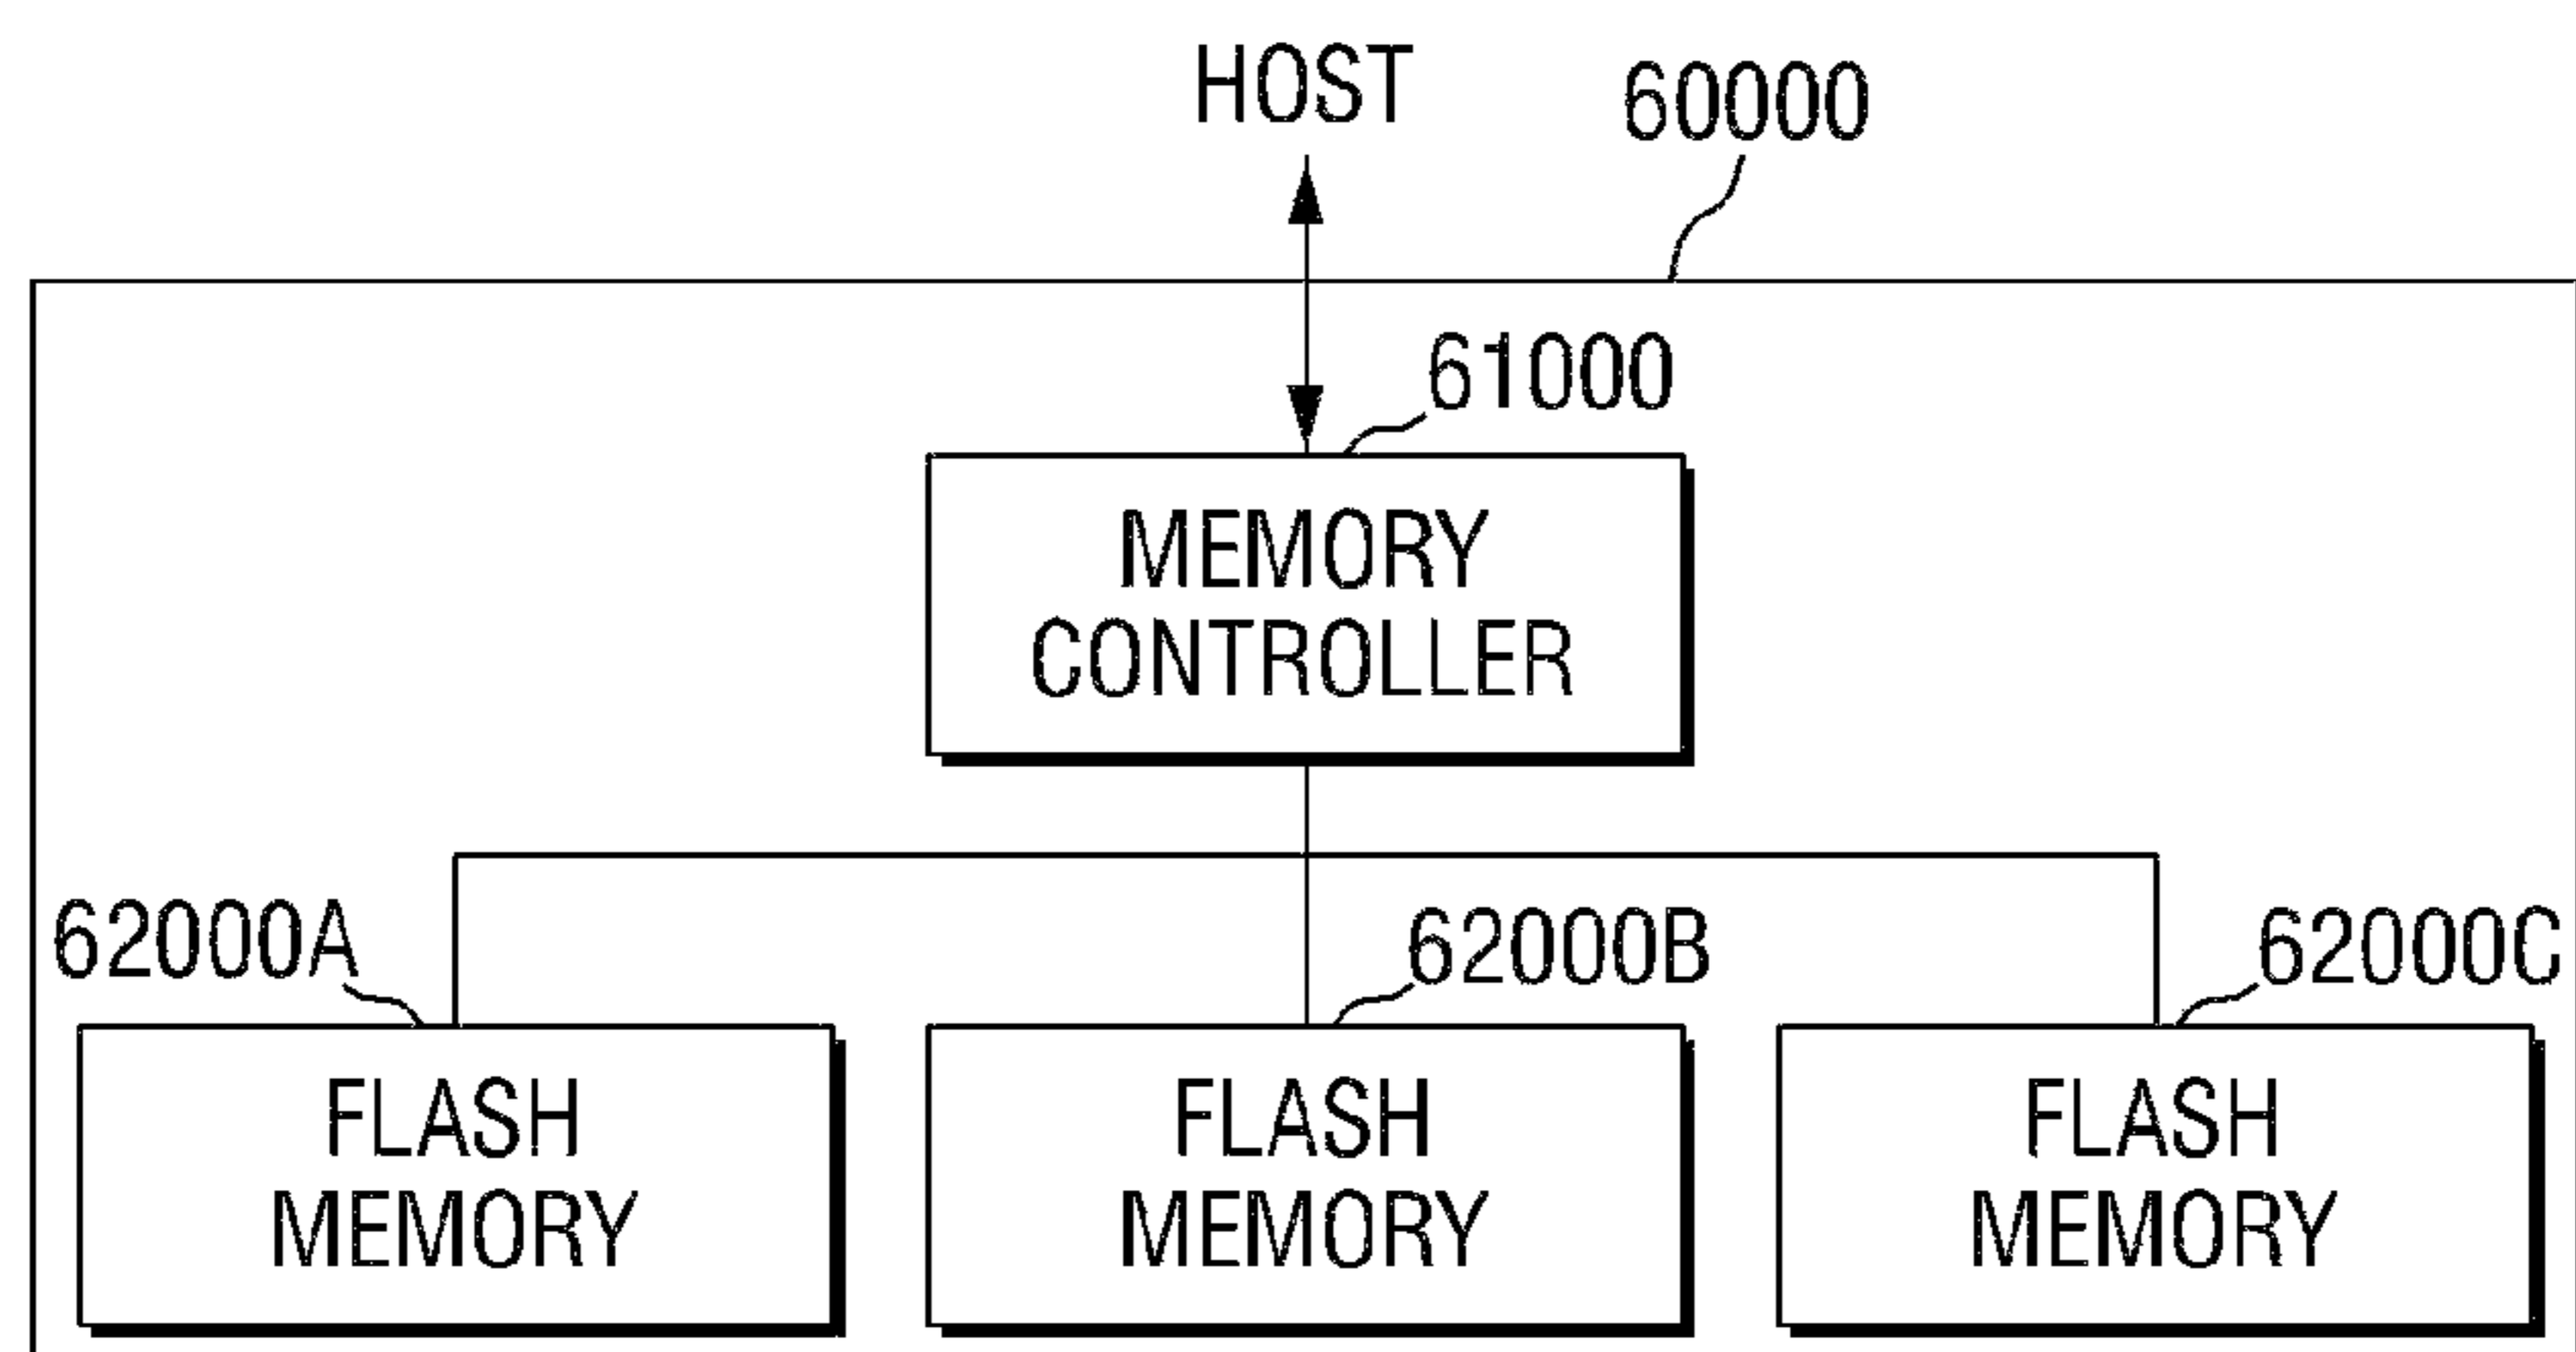 HOST
60000
61000
MEMORY
CONTROLLER
62000A
62000B
62000C
FLASH
MEMORY
FLASH
MEMORY
FLASH
MEMORY